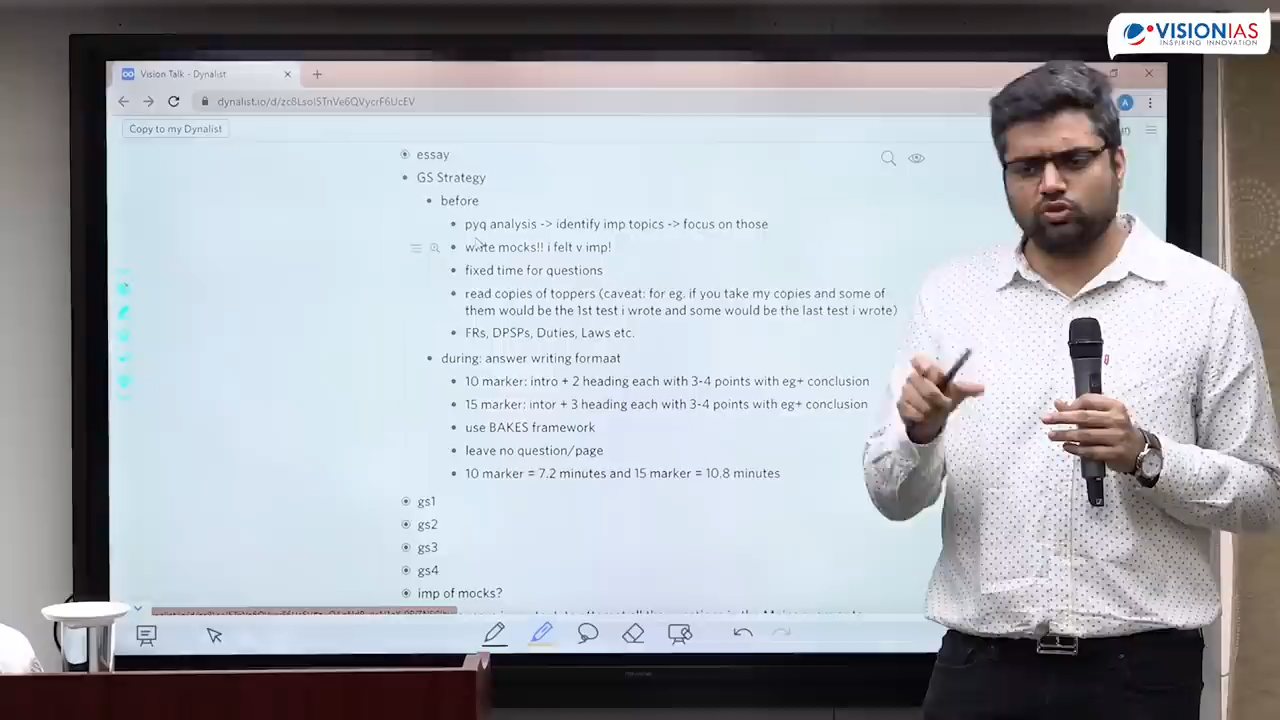 VISIONIAS
INSPIRING INNOVATION
Vision Talk - Dynalist
dynalist.io/d/zc8LsoI5TnVe6QVycrF6UcEV
A
Copy to my Dynalist
essay
GS Strategy
before
pyq analysis -> identify imp topics -> focus on those
write mocks!! i felt v imp!
fixed time for questions
read copies of toppers (caveat: for eg. if you take my copies and some of
them would be the 1st test i wrote and some would be the last test i wrote)
FRs, DPSPs, Duties, Laws etc.
during: answer writing formaat
10 marker: intro + 2 heading each with 3-4 points with eg+ conclusion
15 marker: intor + 3 heading each with 3-4 points with eg+ conclusion
use BAKES framework
leave no question/page
10 marker = 7.2 minutes and 15 marker = 10.8 minutes
gs1
gs2
gs3
gs4
imp of mocks?